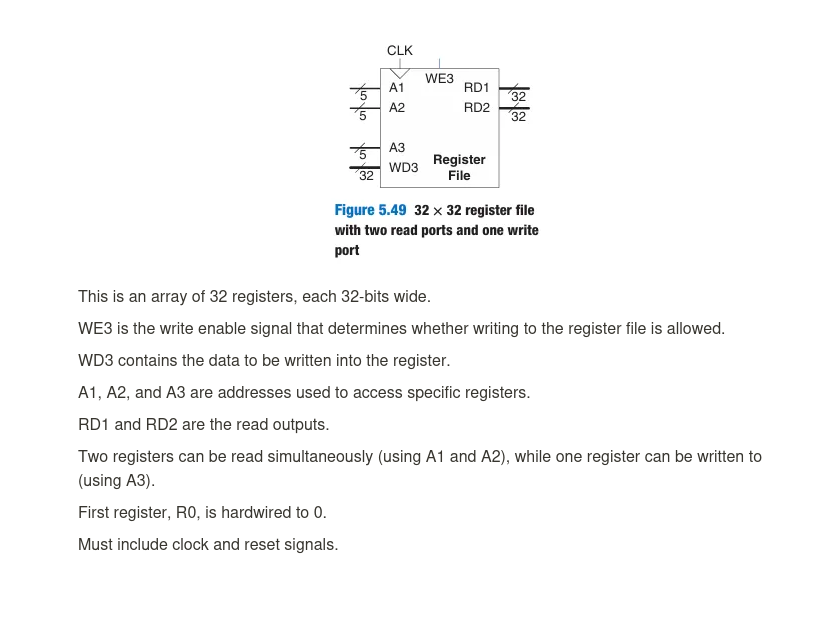 CLK
WE3
A1
RD1
5
32
A2
RD2
5
32
A3
5
WD3
Register
32
File
Figure 5.49 32 × 32 register file
with two read ports and one write
port
This is an array of 32 registers, each 32-bits wide.
WE3 is the write enable signal that determines whether writing to the register file is allowed.
WD3 contains the data to be written into the register.
A1, A2, and A3 are addresses used to access specific registers.
RD1 and RD2 are the read outputs.
Two registers can be read simultaneously (using A1 and A2), while one register can be written to
(using A3).
First register, R0, is hardwired to 0.
Must include clock and reset signals.